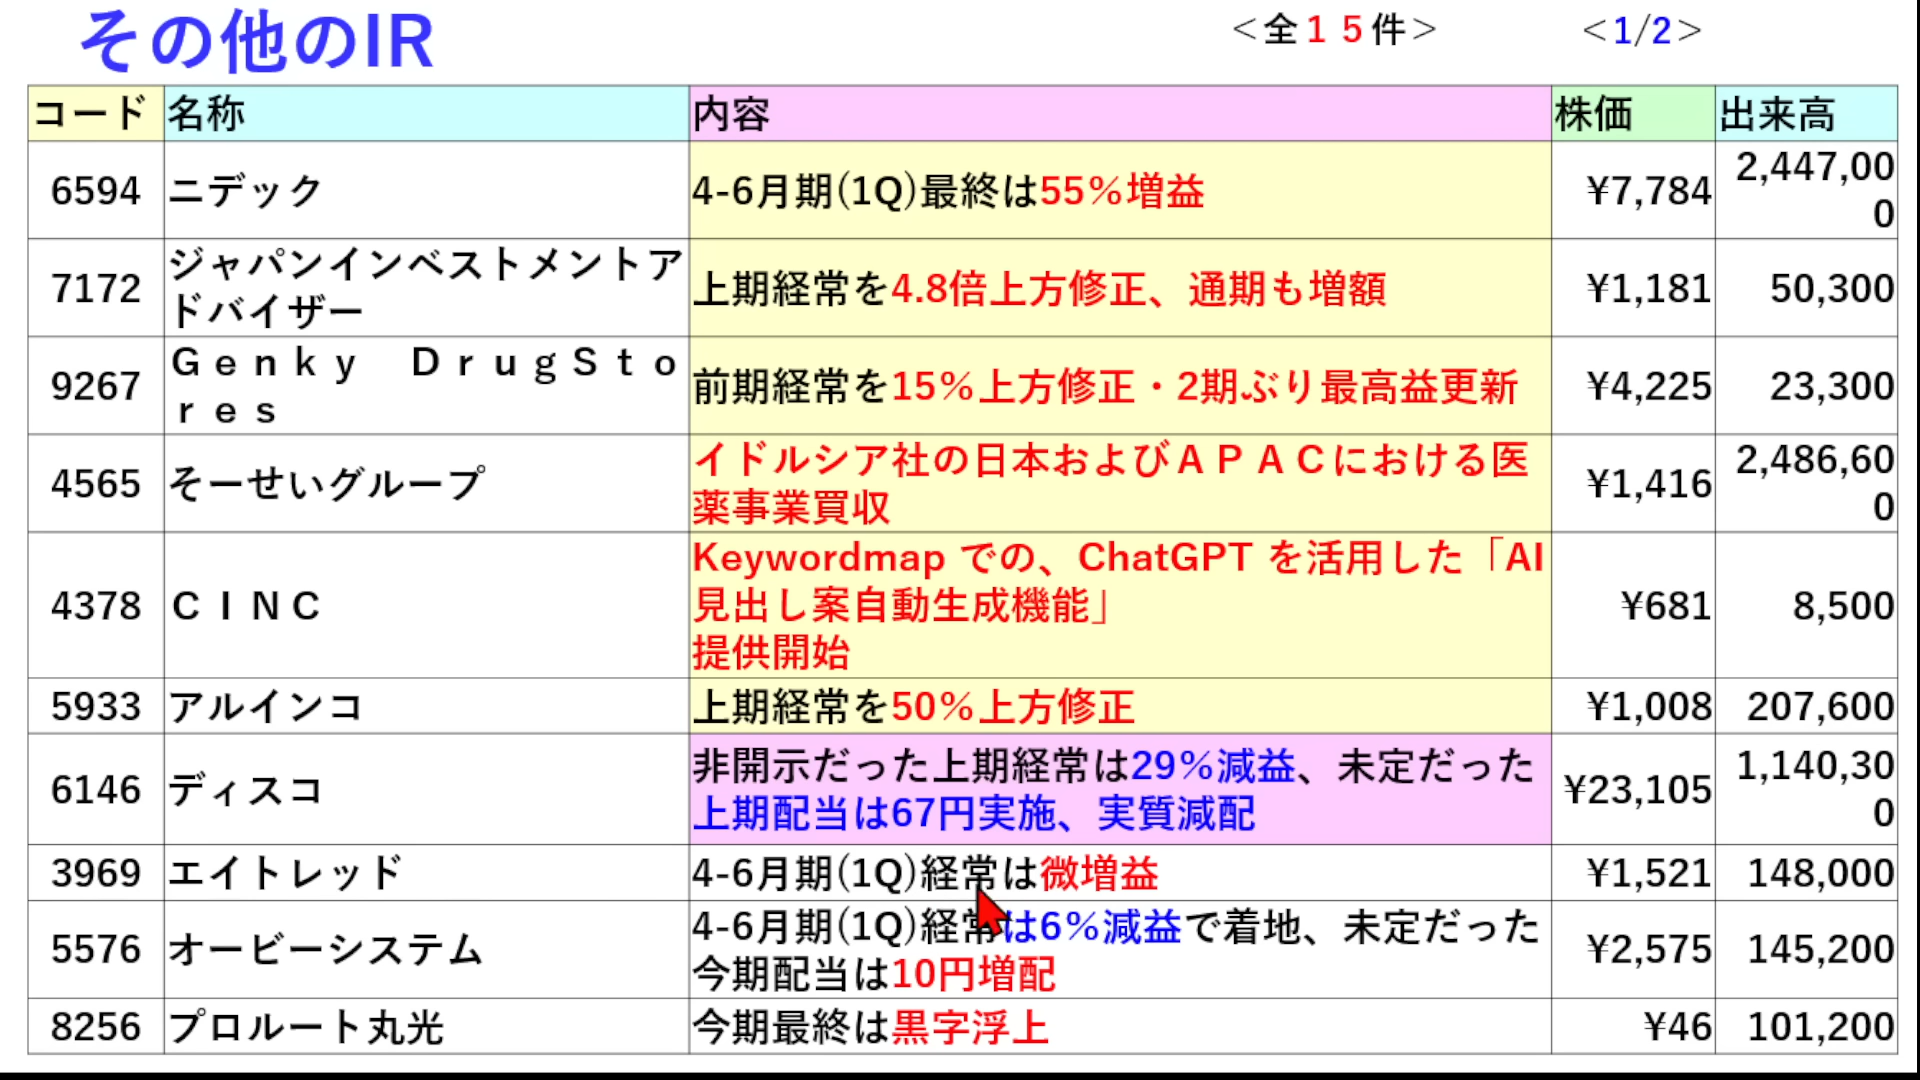 その他のIR
＜全１５件＞ ＜1/2＞
コード 名称 内容 株価 出来高
6594 ニデック 4-6月期(1Q)最終は55%増益 ¥7,784 2,447,00
0
7172 ジャパンインベストメントア
ドバイザー 上期経常を4.8倍上方修正、通期も増額 ¥1,181 50,300
9267 Ｇｅｎｋｙ　ＤｒｕｇＳｔｏ
ｒｅｓ 前期経常を15%上方修正・2期ぶり最高益更新 ¥4,225 23,300
4565 そーせいグループ イドルシア社の日本およびＡＰＡＣにおける医
薬事業買収 ¥1,416 2,486,60
0
4378 ＣＩＮＣ Keywordmap での、ChatGPT を活用した「AI
見出し案自動生成機能」
提供開始 ¥681 8,500
5933 アルインコ 上期経常を50%上方修正 ¥1,008 207,600
6146 ディスコ 非開示だった上期経常は29%減益、未定だった
上期配当は67円実施、実質減配 ¥23,105 1,140,30
0
3969 エイトレッド 4-6月期(1Q)経常は微増益 ¥1,521 148,000
5576 オービーシステム 4-6月期(1Q)経常は6%減益で着地、未定だった
今期配当は10円増配 ¥2,575 145,200
8256 プロルート丸光 今期最終は黒字浮上 ¥46 101,200